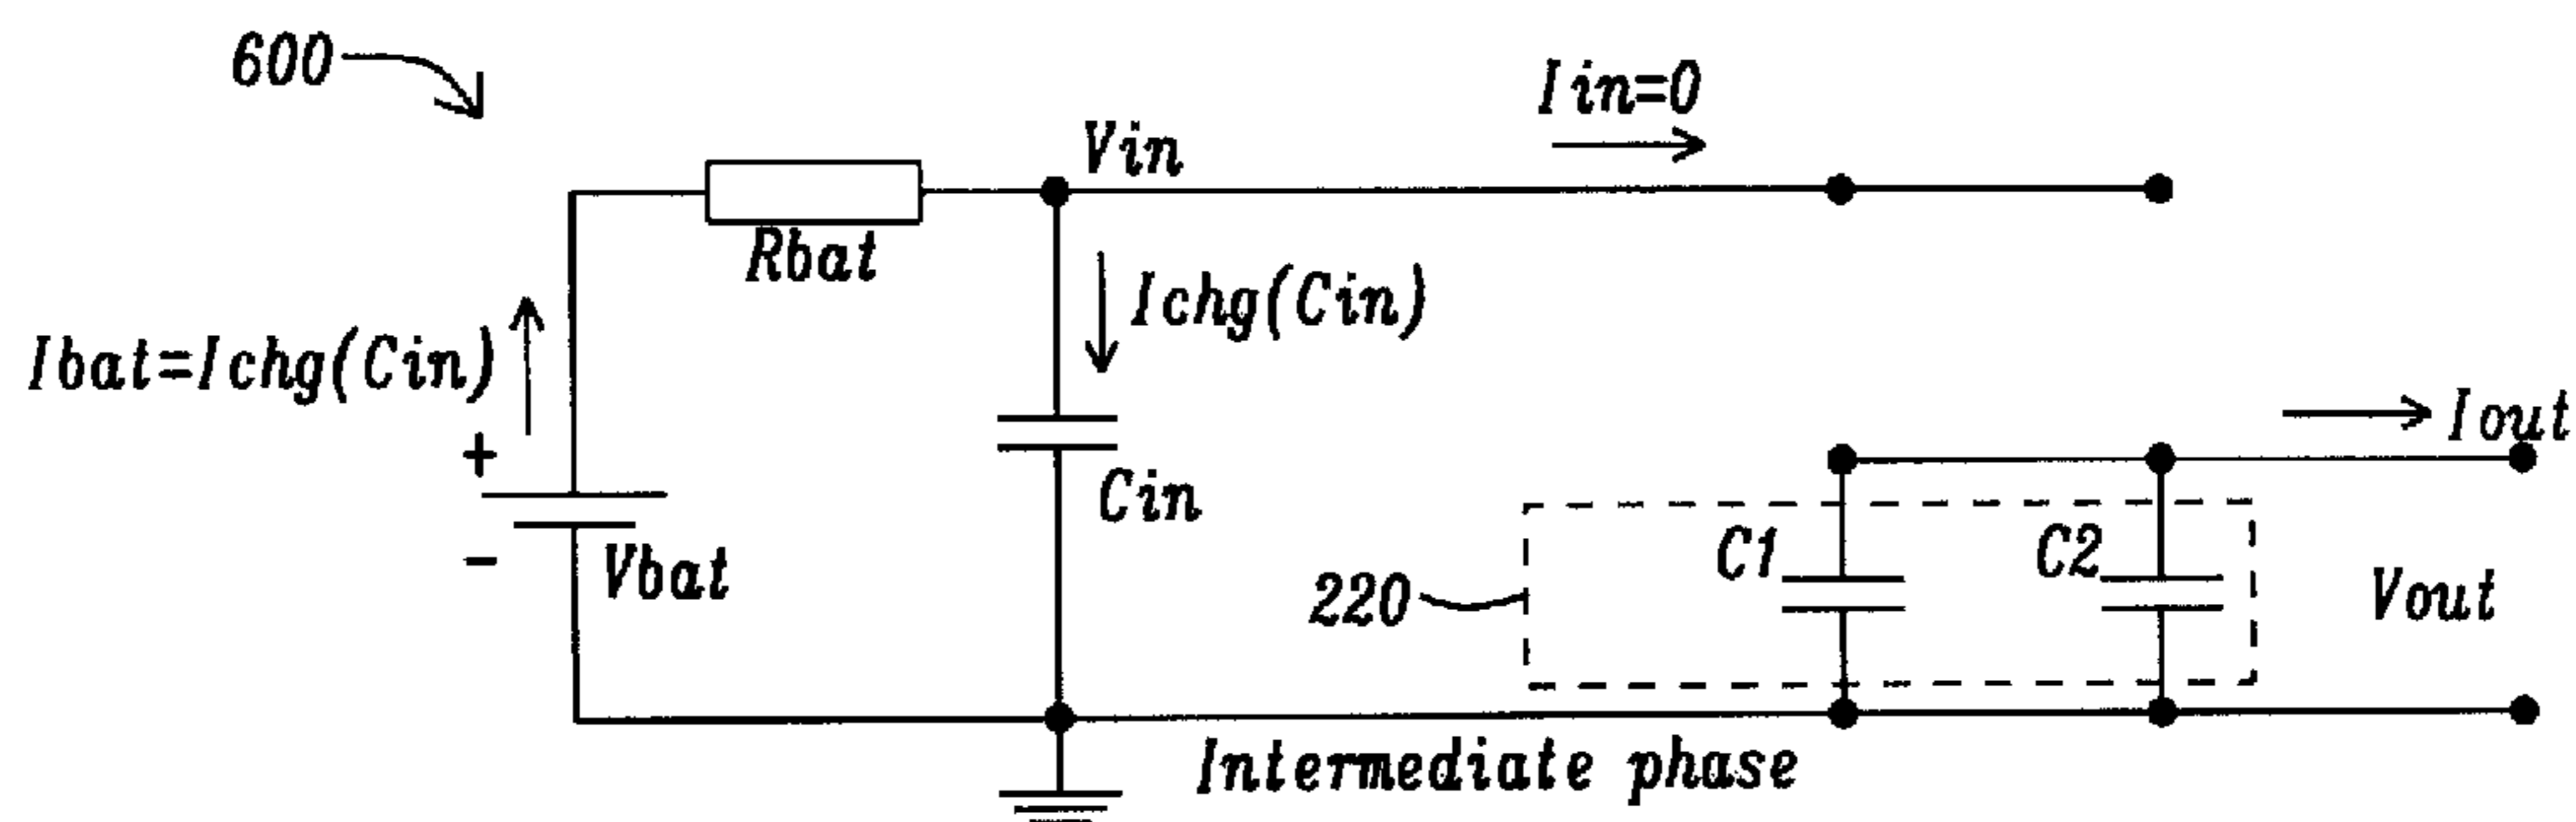 600
Iin=0
Vin
Rbat
Ichg(Cin)
Ibat=Ichg(Cin)
+
Iout
Cin
C1
C2
-
Vbat
220
Vout
Intermediate phase